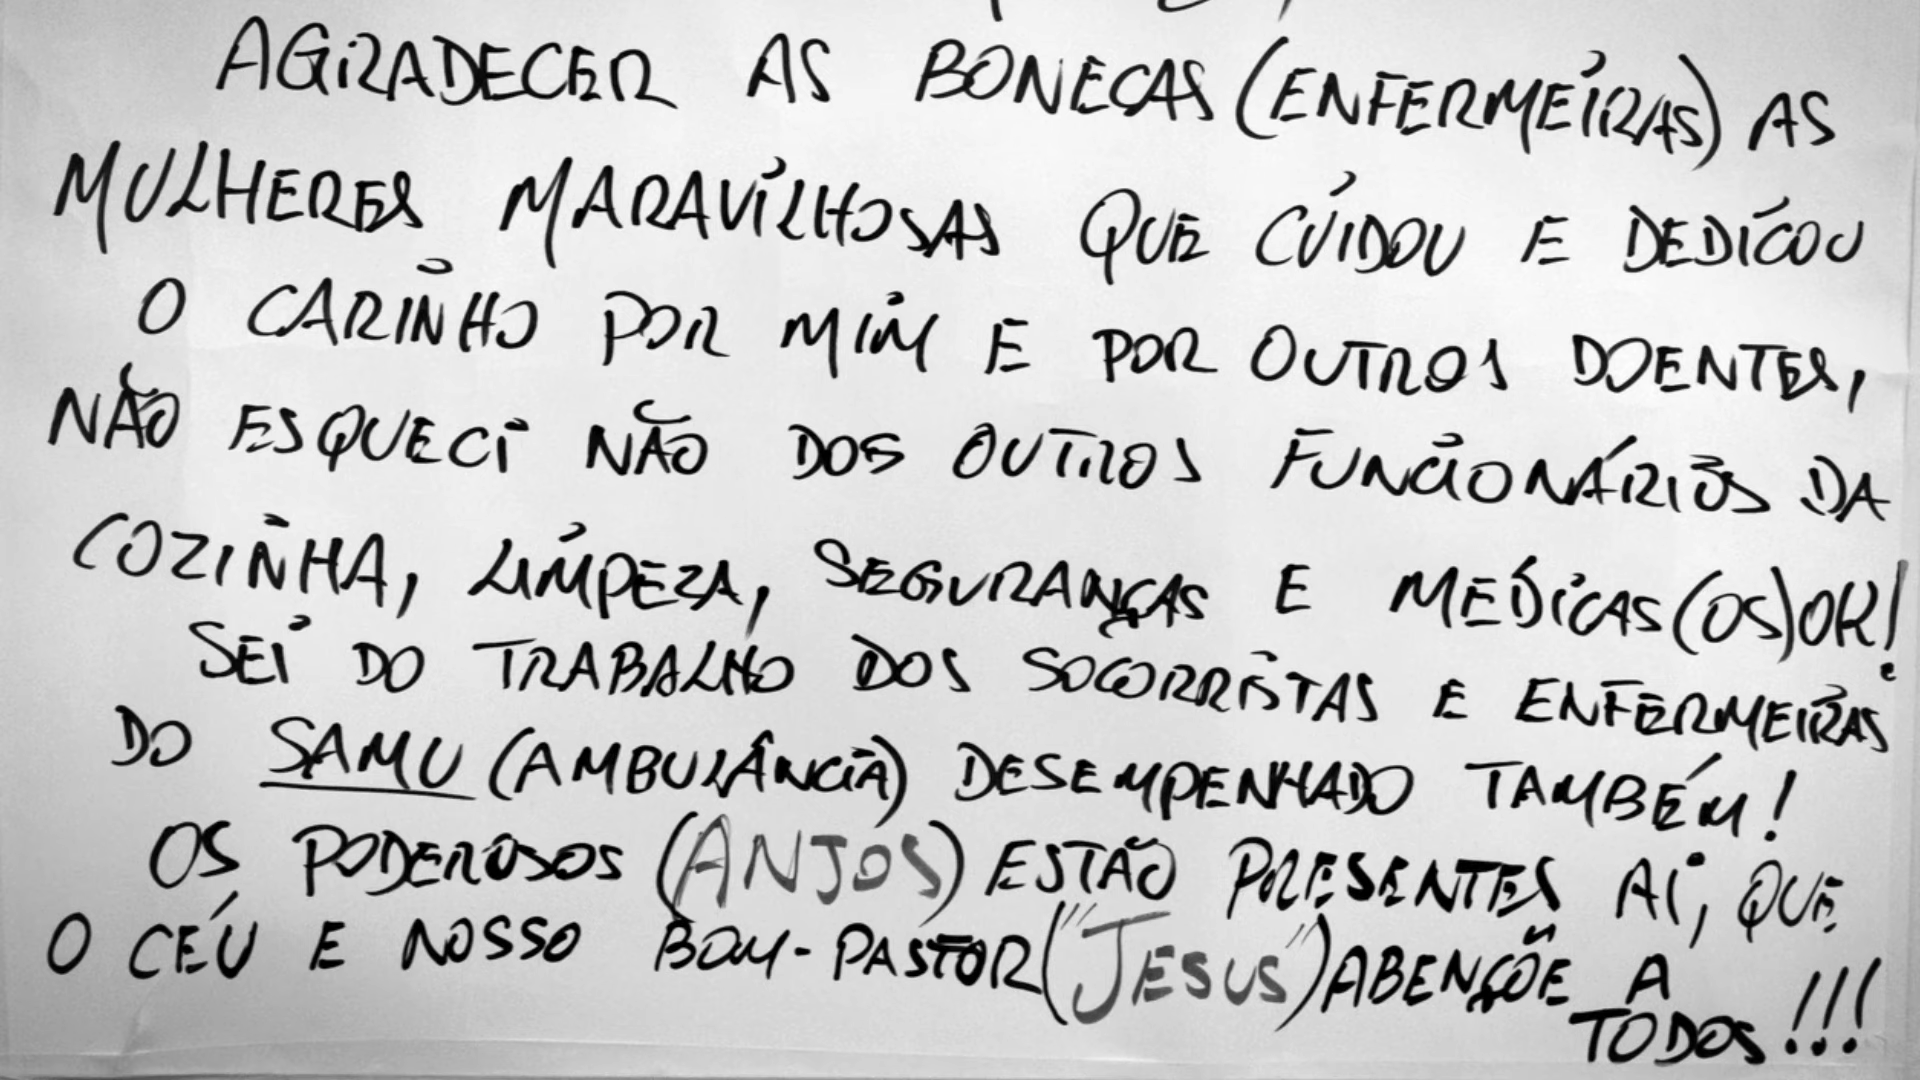 AGRADECER AS BONECAS (ENFERMEIRAS) AS
MULHERES MARAVILHOSAS QUE CUIDOU E DEDICOU
O CARINHO POR MIM E POR OUTROS DOENTES,
NÃO ESQUECI NÃO DOS OUTROS FUNCIONÁRIOS DA
COZINHA, LIMPEZA, SEGURANÇAS E MÉDICAS (OS) OK!
SEI DO TRABALHO DOS SOCORRISTAS E ENFERMEIRAS
DO SAMU (AMBULÂNCIA) DESEMPENHADO TAMBÉM!
OS PODEROSOS (ANJOS) ESTÃO PRESENTES AÍ, QUE
O CÉU E NOSSO BOM-PASTOR ("JESUS") ABENÇÕE A
TODOS!!!